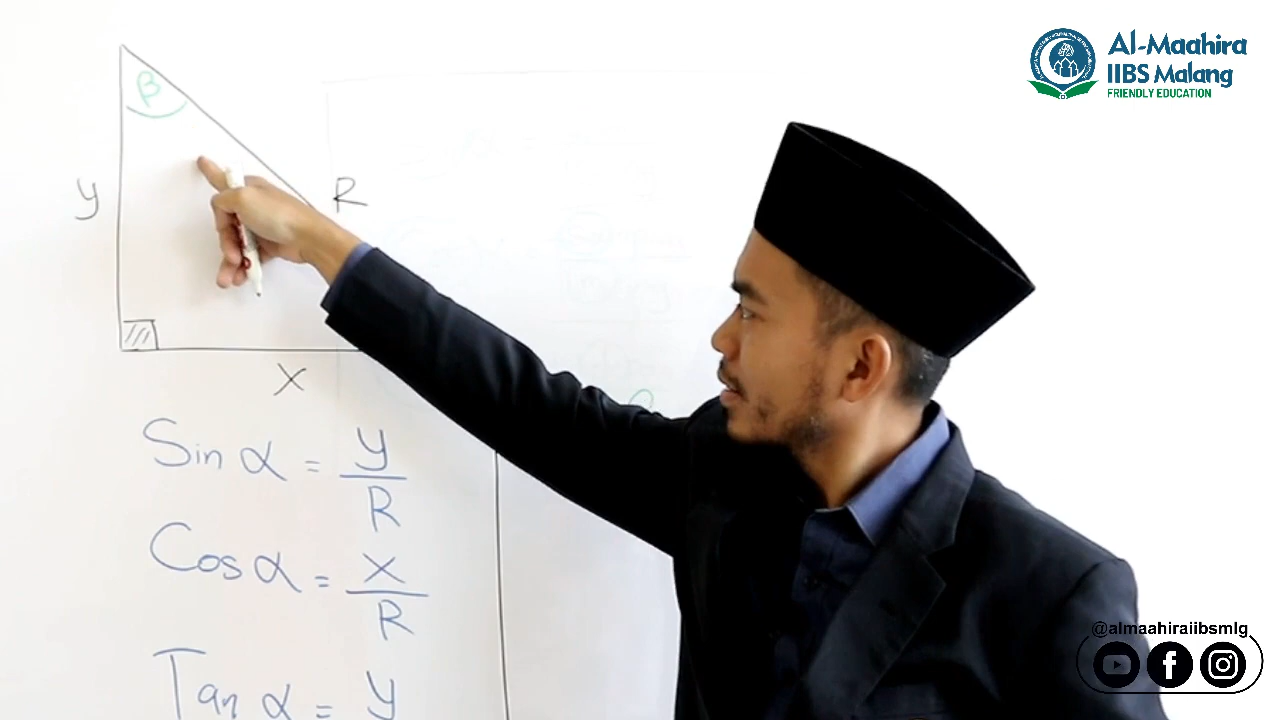 Al-Maahira
IIBS Malang
FRIENDLY EDUCATION
β
y
R
x
Sin α = y/R
Cos α = x/R
Tan α = y
@almaahiraiibsmlg